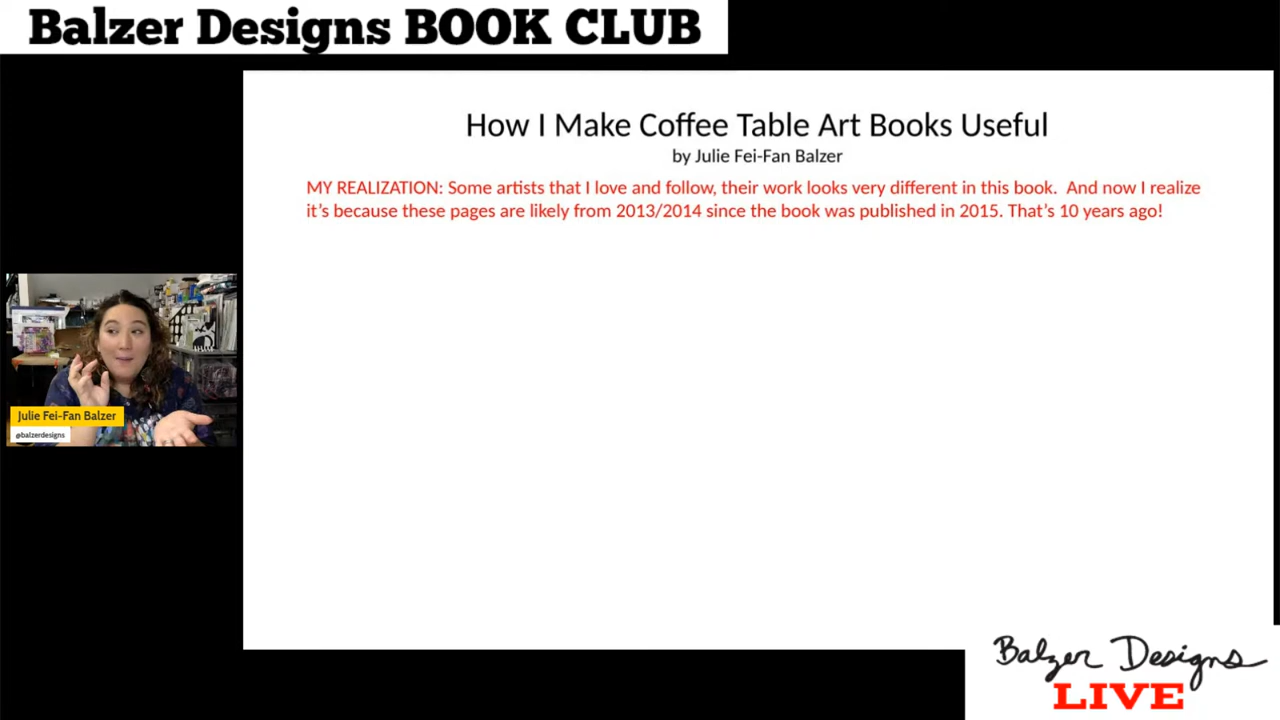 Balzer Designs BOOK CLUB
How I Make Coffee Table Art Books Useful
by Julie Fei-Fan Balzer
MY REALIZATION: Some artists that I love and follow, their work looks very different in this book. And now I realize
it's because these pages are likely from 2013/2014 since the book was published in 2015. That's 10 years ago!
Julie Fei-Fan Balzer
@balzerdesigns
Balzer Designs
LIVE